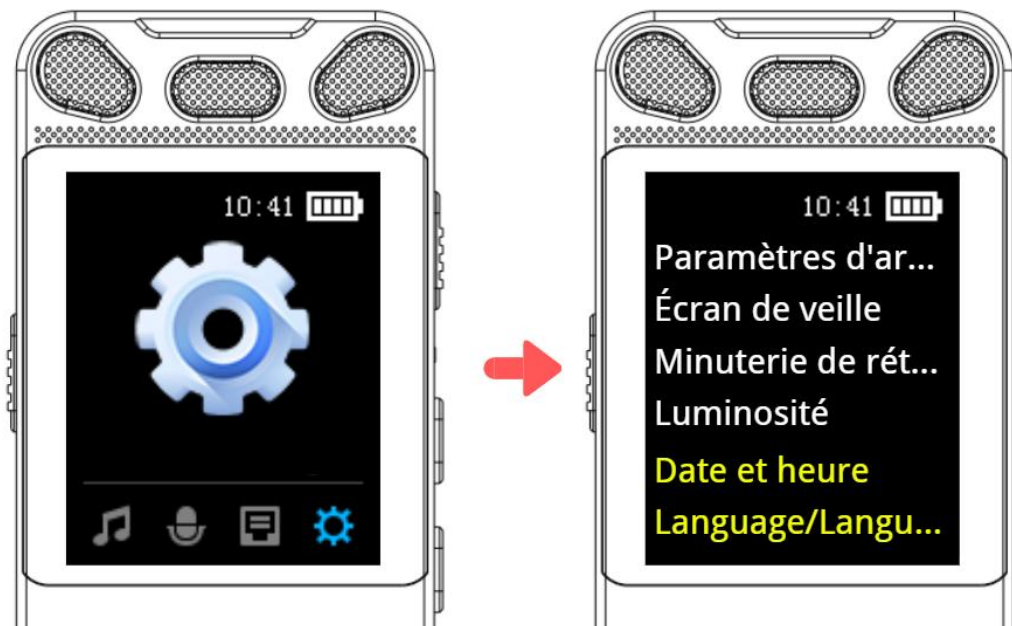 10:41
10:41
Paramètres d'ar...
Écran de veille
Minuterie de rét...
Luminosité
Date et heure
Language/Langu...